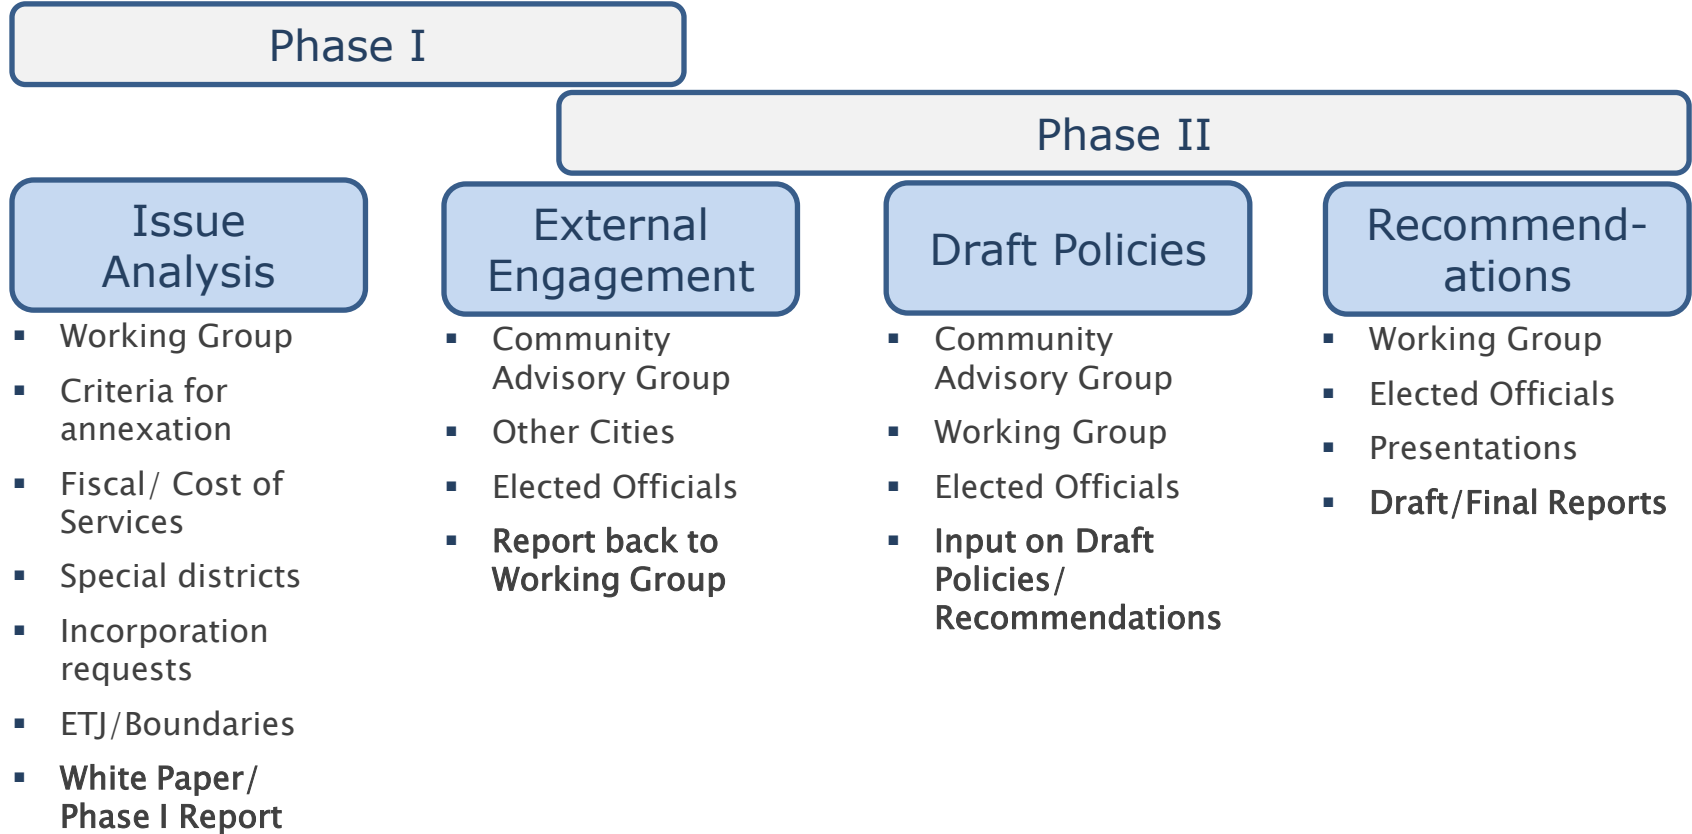 Phase I
Phase II
Issue
Analysis
▪ Working Group
▪ Criteria for
annexation
▪ Fiscal/ Cost of
Services
▪ Special districts
▪ Incorporation
requests
▪ ETJ/Boundaries
▪ White Paper/
Phase I Report
External
Engagement
▪ Community
Advisory Group
▪ Other Cities
▪ Elected Officials
▪ Report back to
Working Group
Draft Policies
▪ Community
Advisory Group
▪ Working Group
▪ Elected Officials
▪ Input on Draft
Policies/
Recommendations
Recommend-
ations
▪ Working Group
▪ Elected Officials
▪ Presentations
▪ Draft/Final Reports